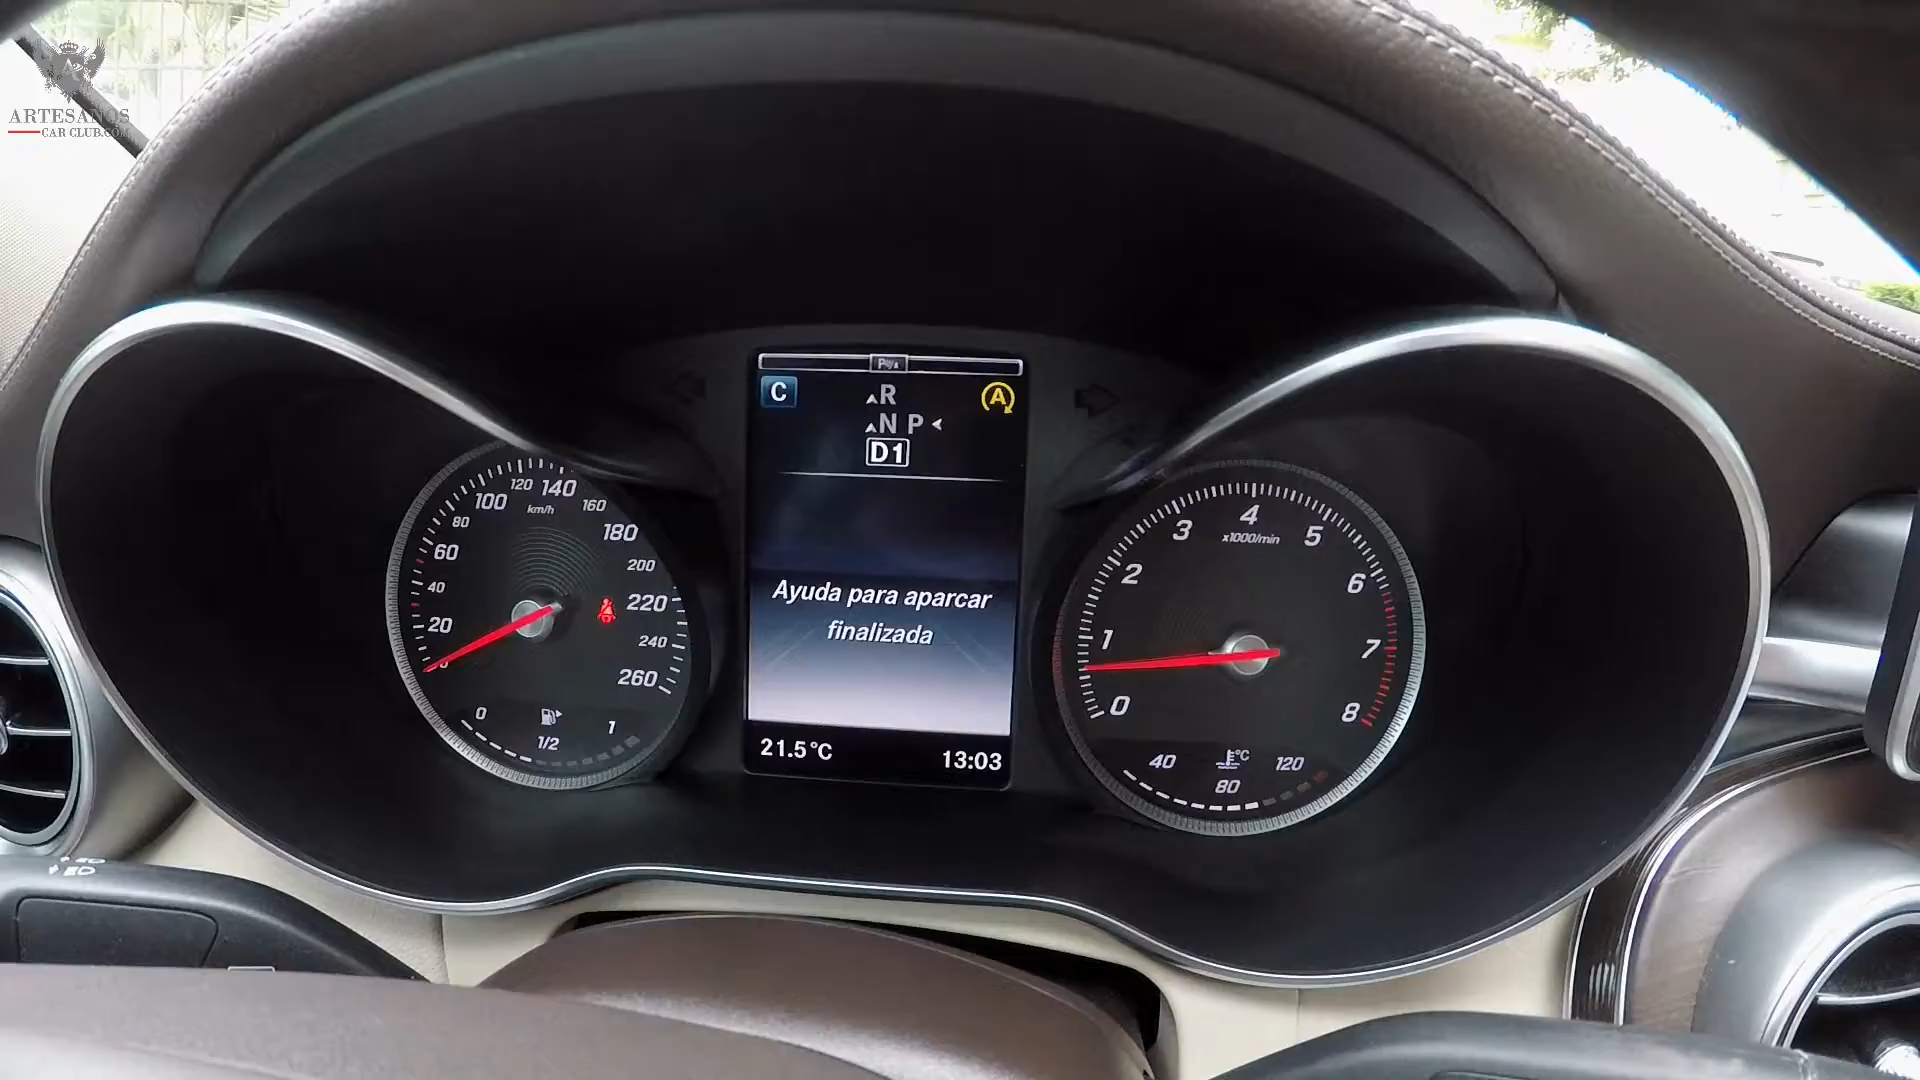 ARTESANOS
CAR CLUB.COM
C
R
A
N P
D1
Ayuda para aparcar
finalizada
21.5°C
13:03
0
20
40
60
80
100
120
140
160
180
200
220
240
260
km/h
0
1/2
1
0
1
2
3
4
5
6
7
8
x1000/min
40
80
120
°C